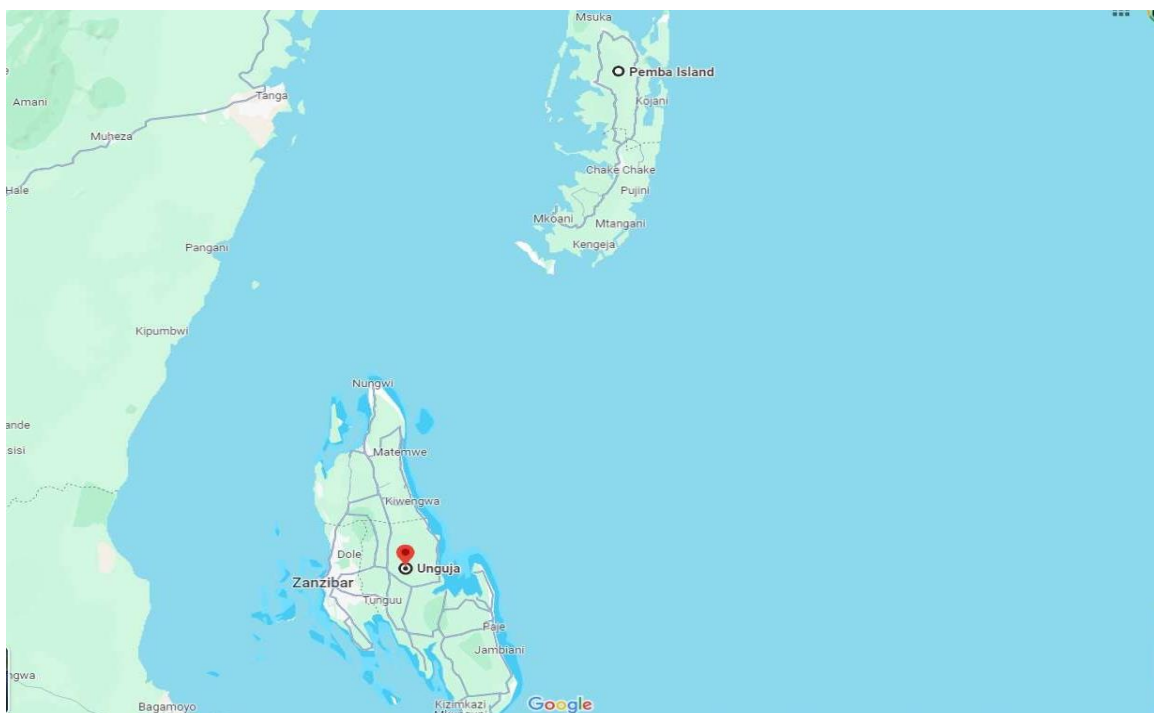 Msuka
Pemba Island
Tanga
Kojani
Amani
Muheza
Chake Chake
Hale
Pujini
Mkoani
Mtangani
Pangani
Kengeja
Kipumbwi
Nungwi
ande
sisi
Matemwe
Kiwengwa
Dole
Unguja
Zanzibar
Tunguu
Paje
Jambiani
ngwa
Bagamoyo
Kizimkazi
Google